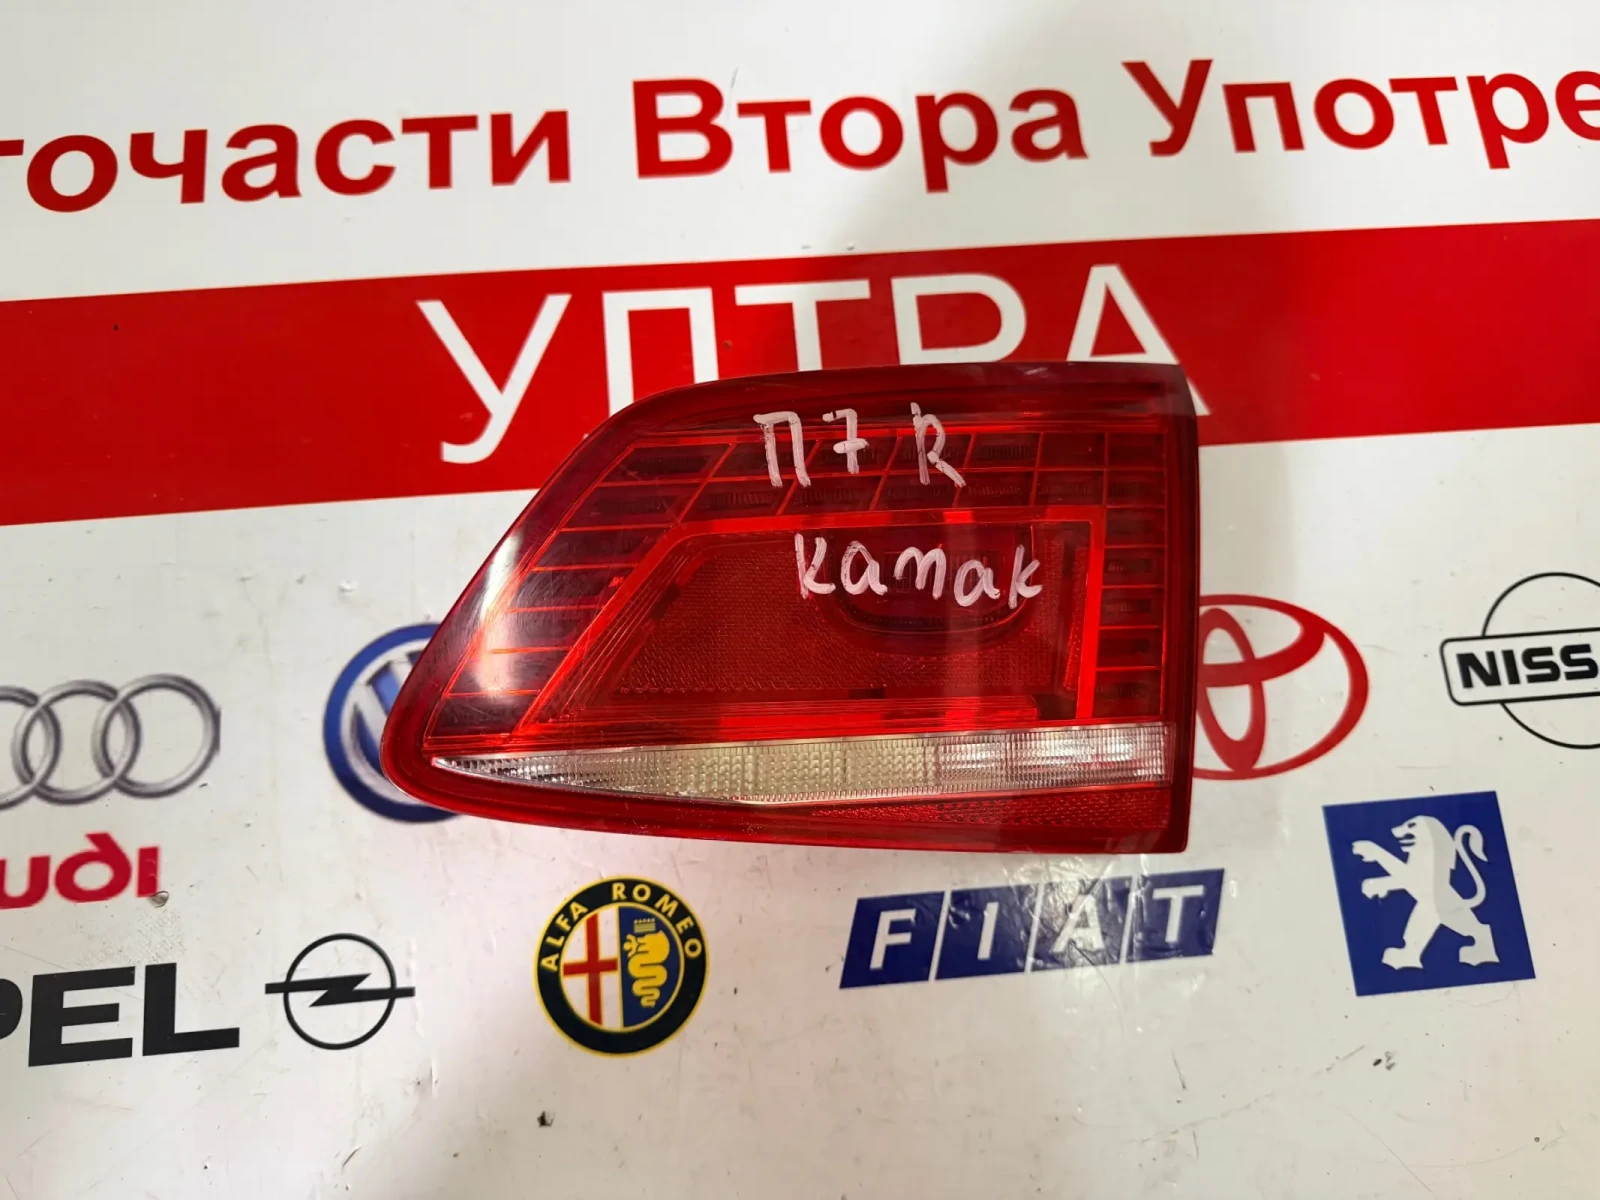 точасти Втора Употре
УПТРА
П7 R
капак
NISS
udi
ALFA ROMEO
FIAT
PEL